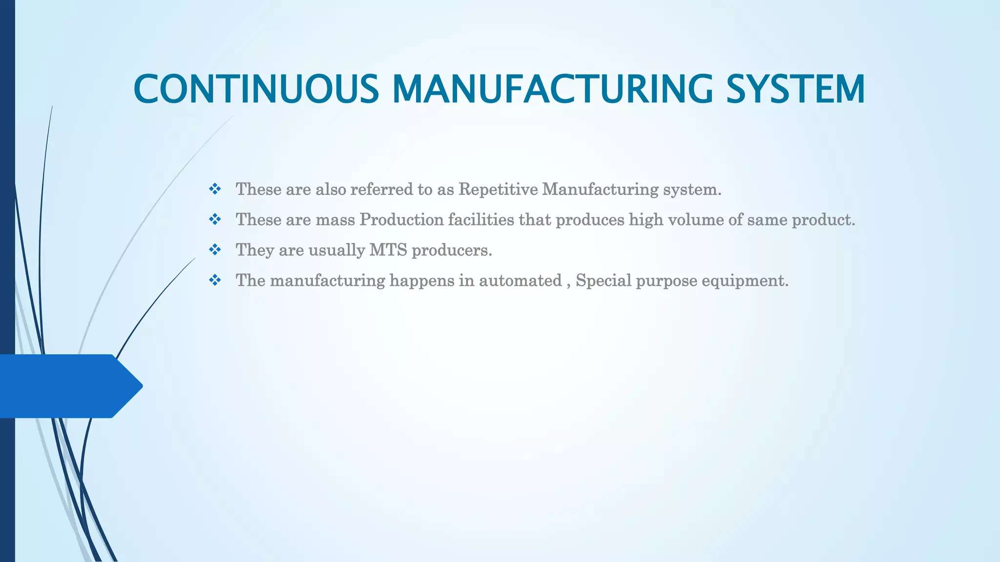 CONTINUOUS MANUFACTURING SYSTEM
These are also referred to as Repetitive Manufacturing system.
These are mass Production facilities that produces high volume of same product.
They are usually MTS producers.
The manufacturing happens in automated , Special purpose equipment.